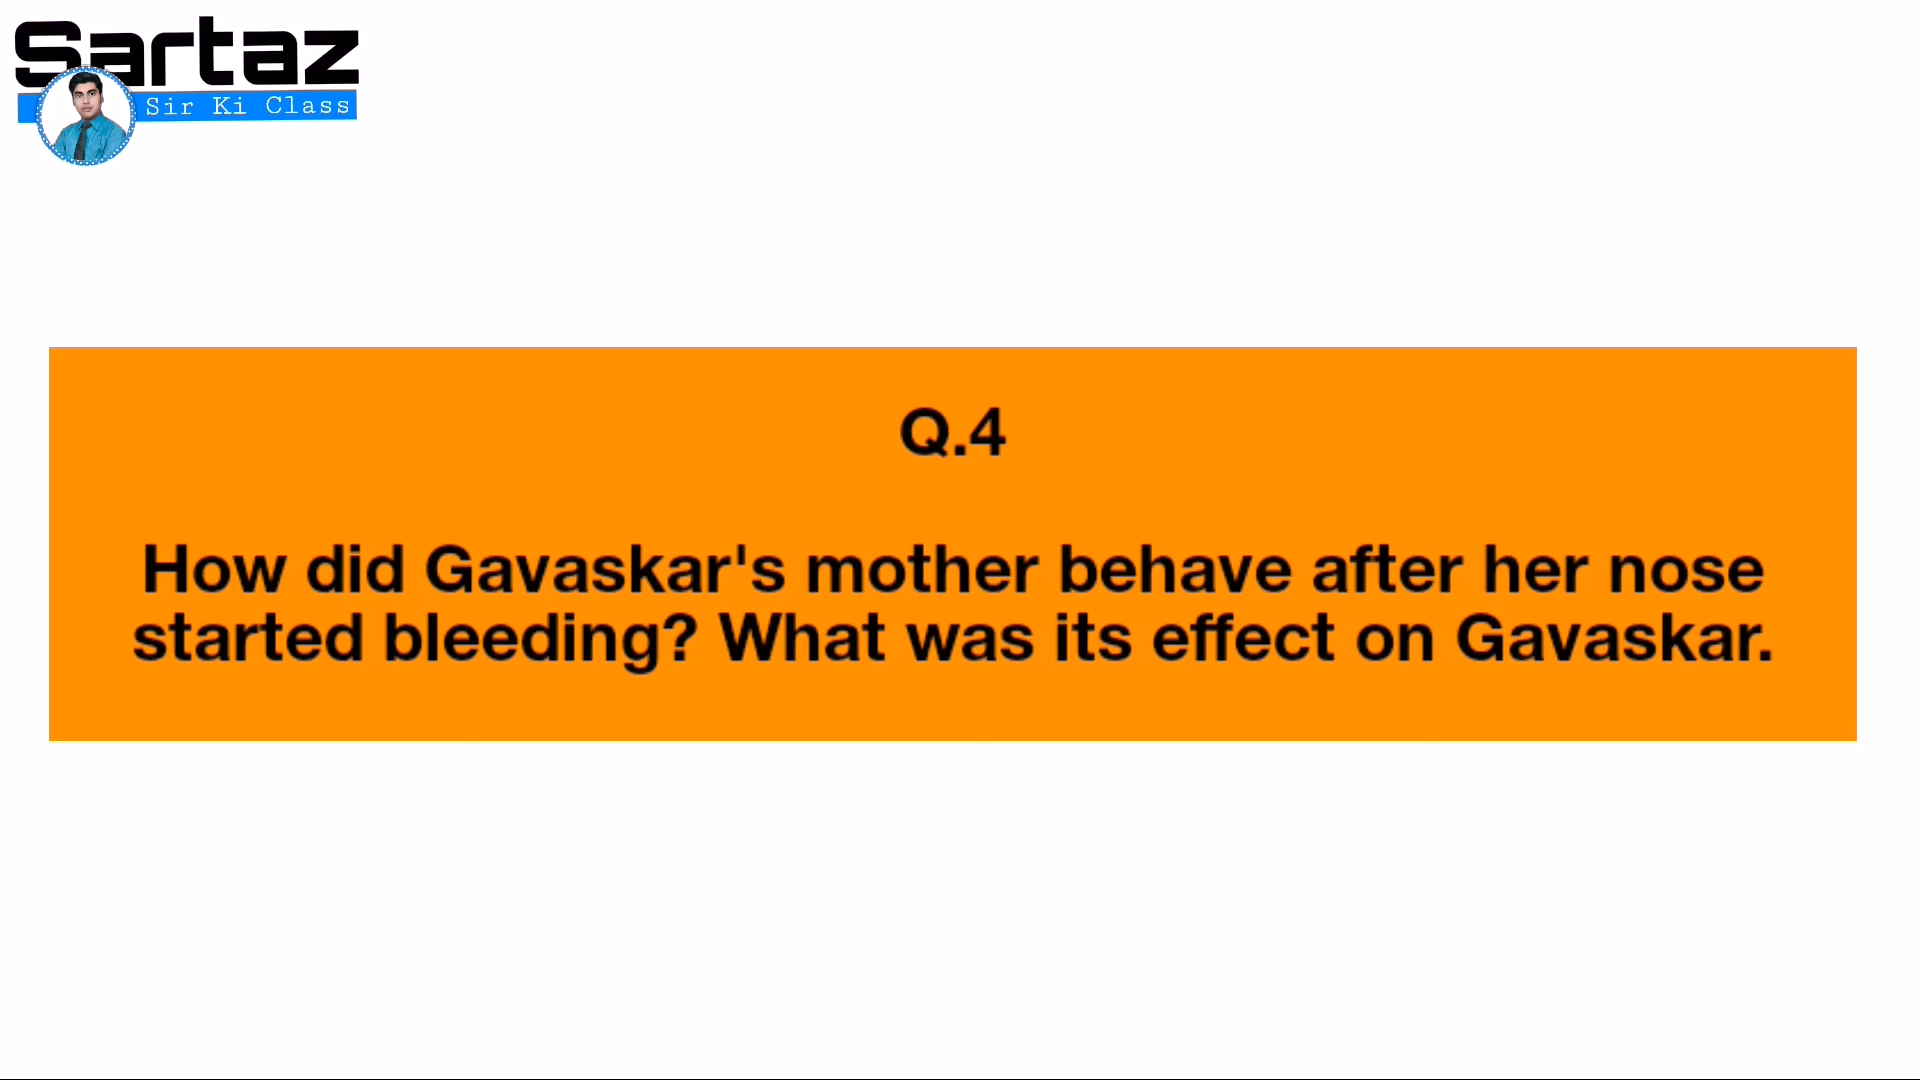 Sartaz
Sir Ki Class
Q.4
How did Gavaskar's mother behave after her nose
started bleeding? What was its effect on Gavaskar.